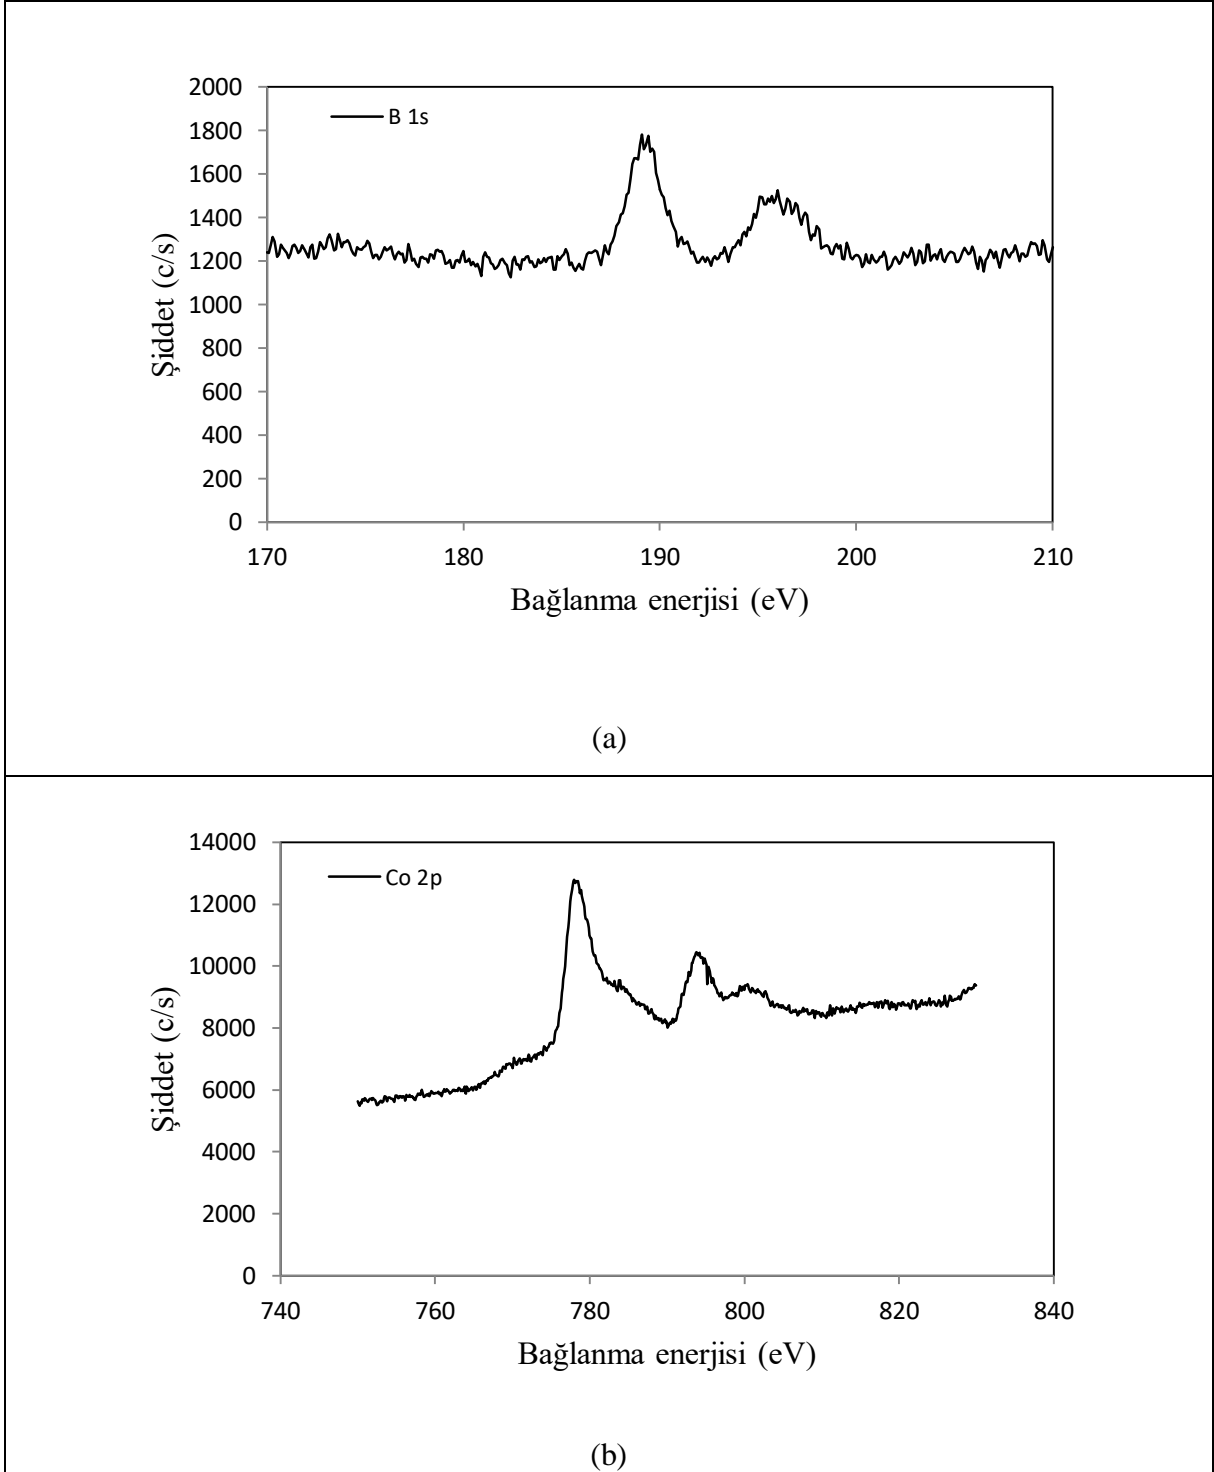 2000
1800
1600
1400
1200
1000
800
600
400
200
0
B 1s
Şiddet (c/s)
170 180 190 200 210
Bağlanma enerjisi (eV)
(a)
14000
12000
10000
8000
6000
4000
2000
0
Co 2p
Şiddet (c/s)
740 760 780 800 820 840
Bağlanma enerjisi (eV)
(b)